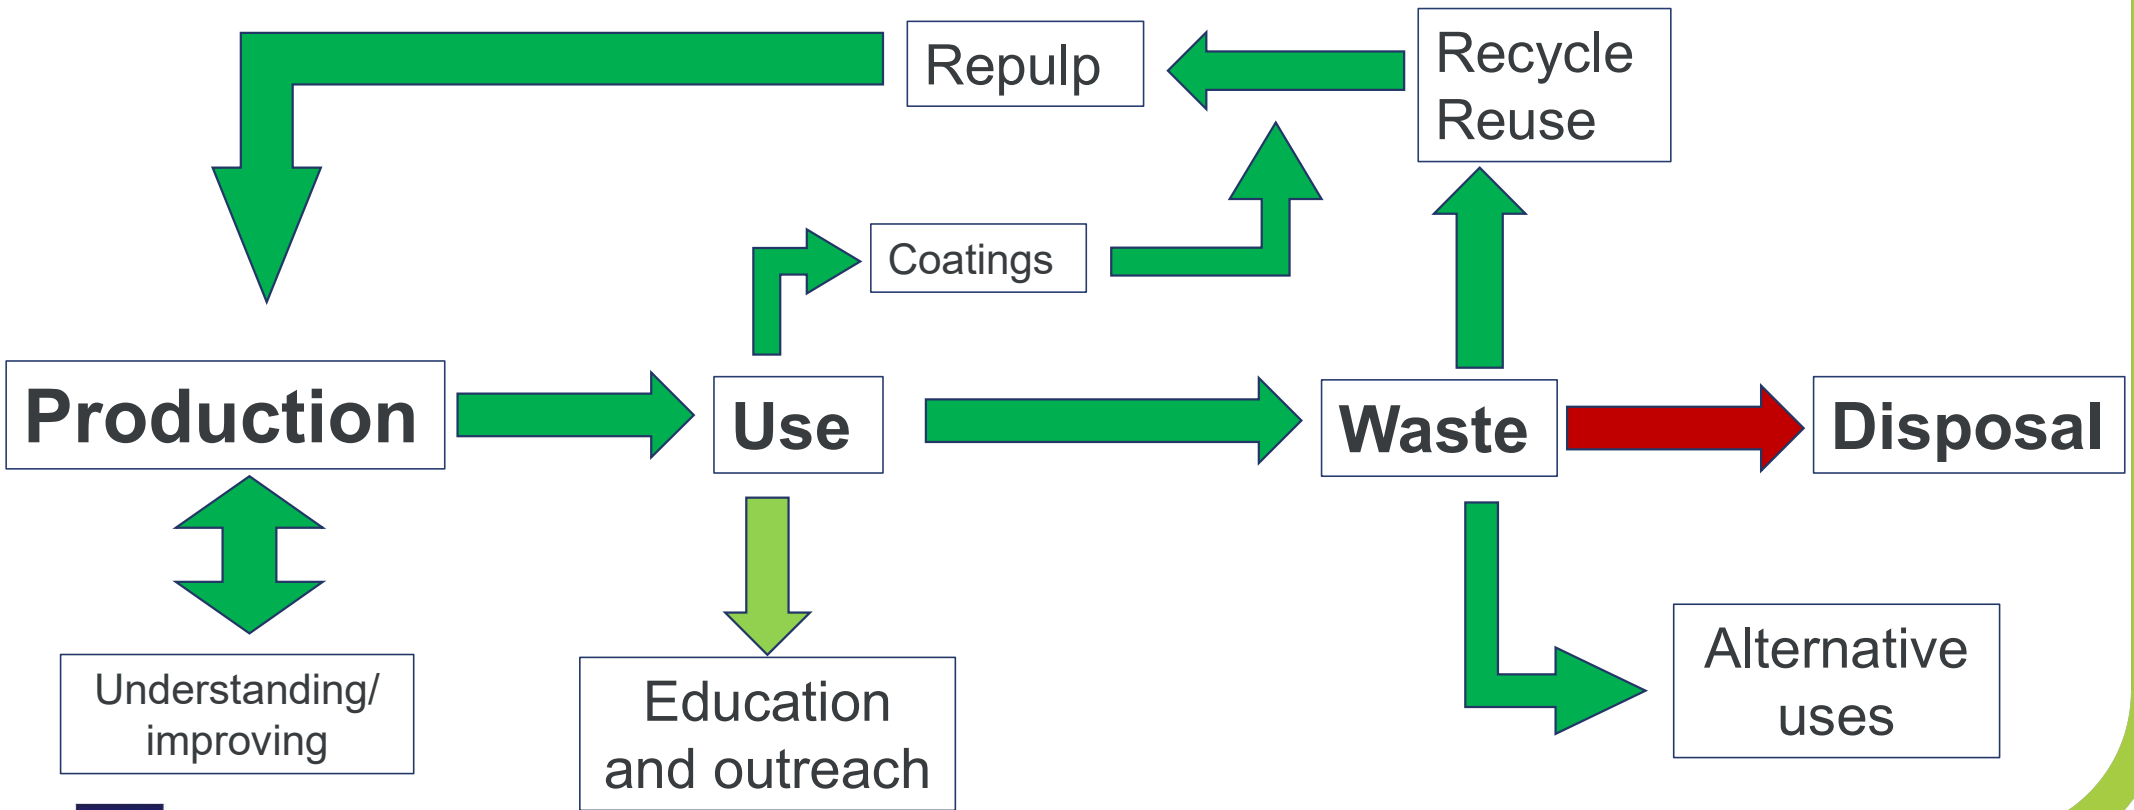 Repulp
Recycle
Reuse
Coatings
Production
Use
Waste
Disposal
Understanding/
improving
Education
and outreach
Alternative
uses